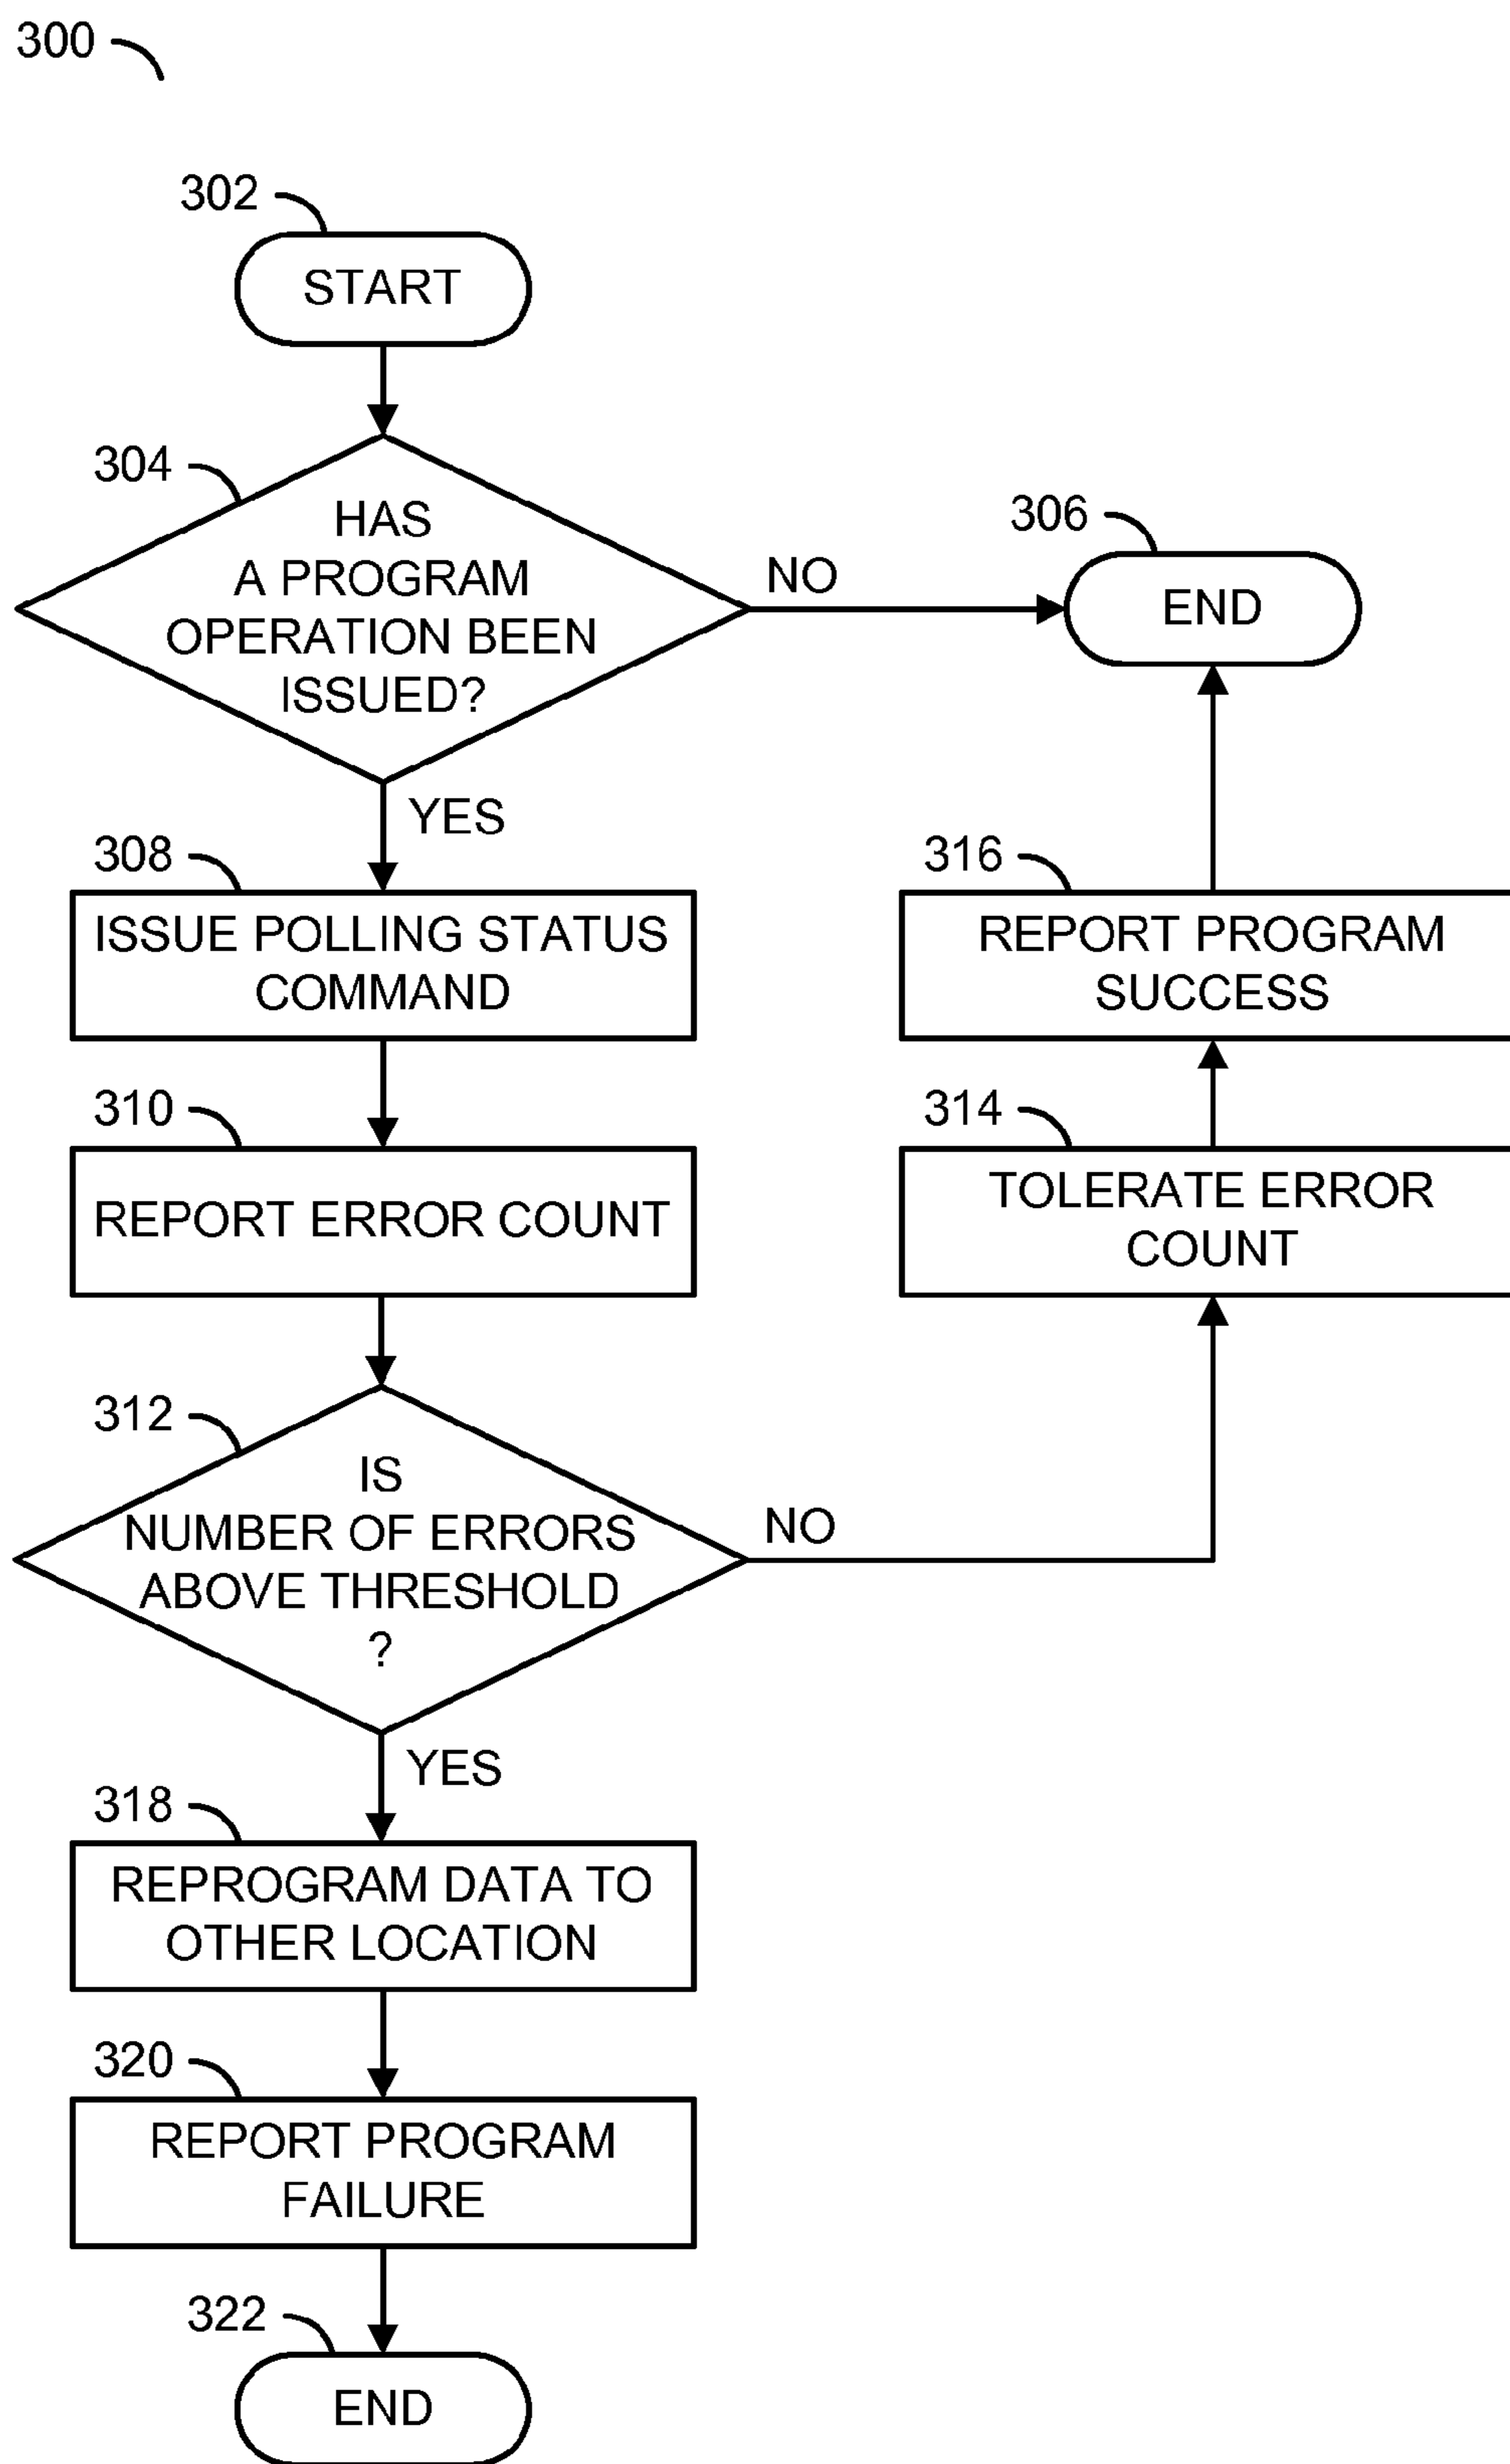 300
302
START
304
HAS
A PROGRAM
OPERATION BEEN
ISSUED?
NO
306
END
YES
308
ISSUE POLLING STATUS
COMMAND
316
REPORT PROGRAM
SUCCESS
310
REPORT ERROR COUNT
314
TOLERATE ERROR
COUNT
312
IS
NUMBER OF ERRORS
ABOVE THRESHOLD
?
NO
YES
318
REPROGRAM DATA TO
OTHER LOCATION
320
REPORT PROGRAM
FAILURE
322
END